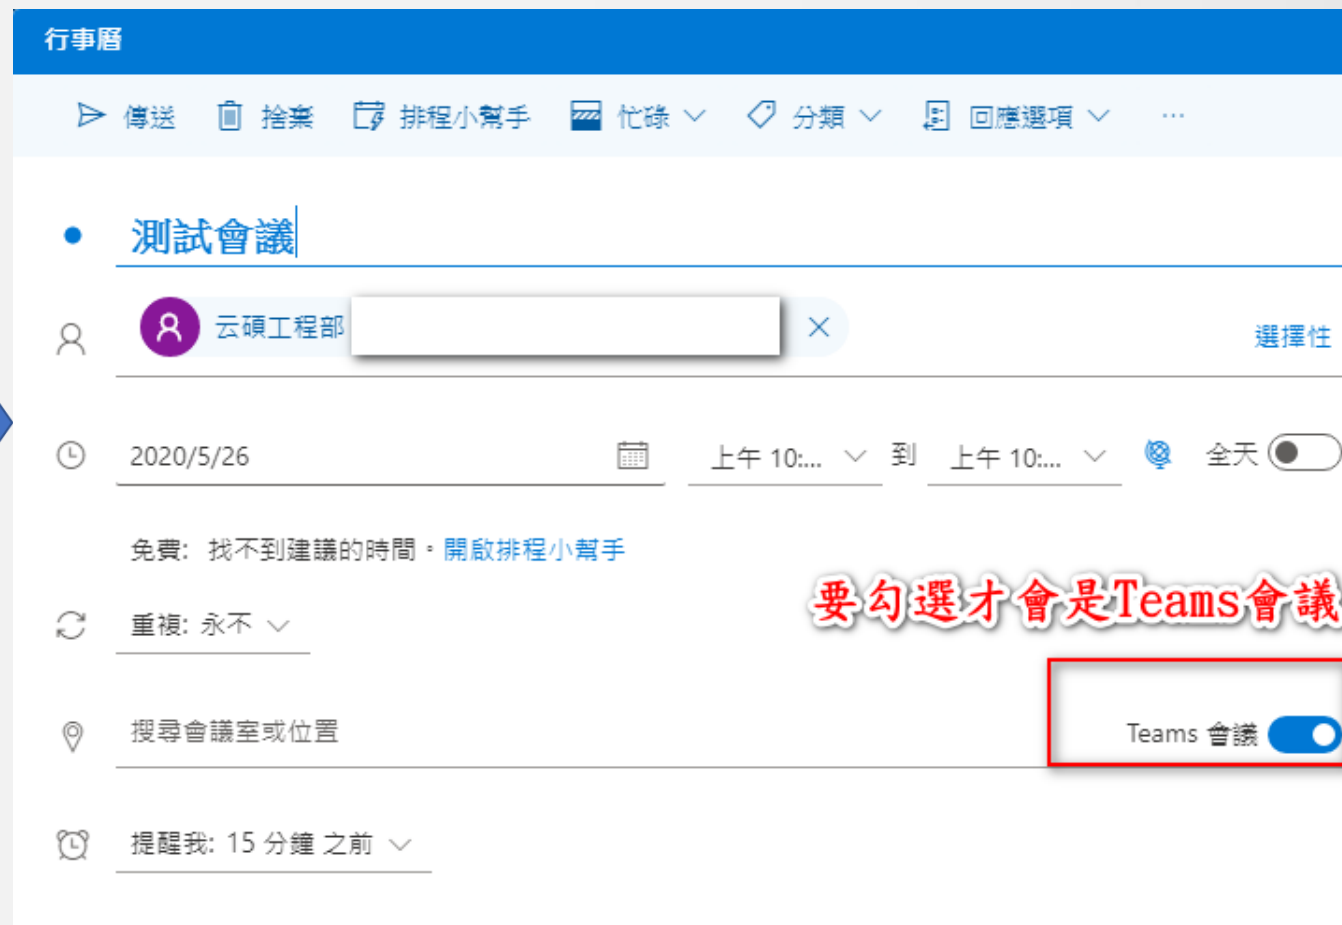 行事曆
傳送 捨棄 排程小幫手 忙碌 分類 回應選項 ...
測試會議
云碩工程部
選擇性
2020/5/26 上午 10:... 到 上午 10:... 全天
免費: 找不到建議的時間。開啟排程小幫手
要勾選才會是Teams會議
重複: 永不
搜尋會議室或位置 Teams 會議
提醒我: 15 分鐘 之前